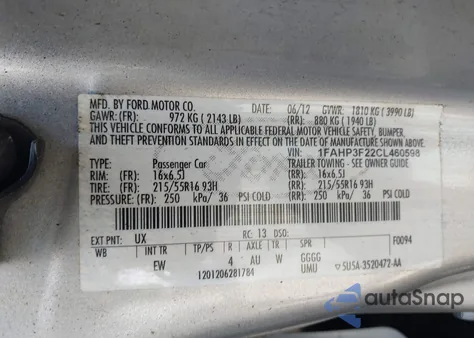 MFD. BY FORD MOTOR CO.
DATE: 06/12 GVWR: 1810 KG ( 3990 LB)
GAWR: (FR): 972 KG ( 2143 LB) (RR): 880 KG ( 1940 LB)
THIS VEHICLE CONFORMS TO ALL APPLICABLE FEDERAL MOTOR
VEHICLE SAFETY, BUMPER,
AND THEFT PREVENTION STANDARDS IN EFFECT ON THE DATE OF
MANUFACTURE SHOWN ABOVE.
VIN: 1FAHP3F22CL460598
TYPE: Passenger Car TRAILER TOWING - SEE OWNER GUIDE
RIM: (FR): 16x6.5J (RR): 16x6.5J
TIRE: (FR): 215/55R16 93H (RR): 215/55R16 93H
PRESSURE: (FR): 250 kPa/ 36 PSI COLD (RR): 250 kPa/ 36 PSI COLD
EXT PNT: UX RC: 13 DSO: F0094
WB INT TR TP/PS R AXLE TR SPR
EW 4 AU W GGGG
UMU
1201206281784
5U5A-3520472-AA
autoSnap